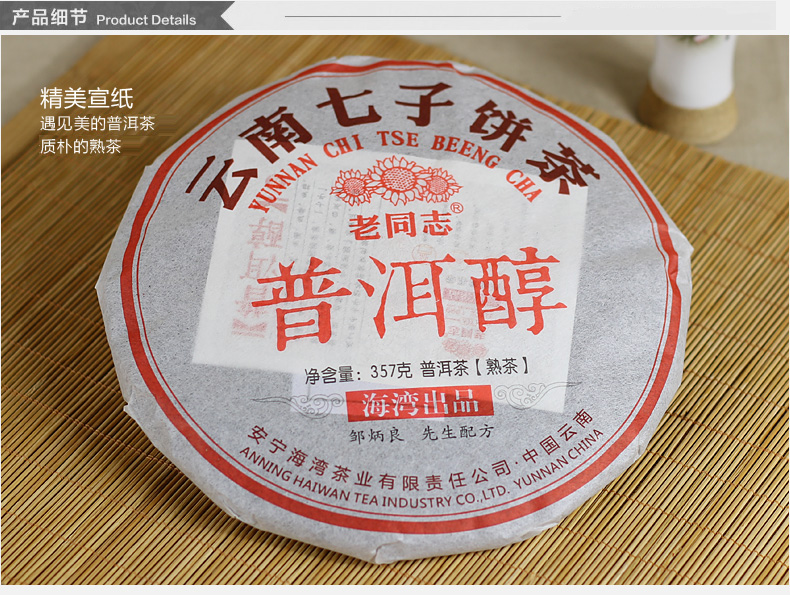 产品细节 Product Details
精美宣纸
遇见美的普洱茶
质朴的熟茶
云南七子饼茶
YUNNAN CHI TSE BEENG CHA
老同志®
普洱醇
净含量：357克 普洱茶【熟茶】
海湾出品
邹炳良 先生配方
安宁海湾茶业有限责任公司·中国云南
ANNING HAIWAN TEA INDUSTRY CO.,LTD. YUNNAN CHINA